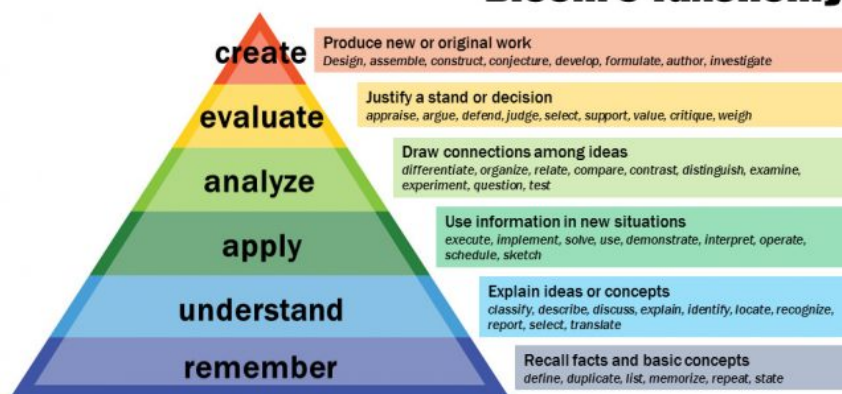 create
Produce new or original work
Design, assemble, construct, conjecture, develop, formulate, author, investigate
evaluate
Justify a stand or decision
appraise, argue, defend, judge, select, support, value, critique, weigh
analyze
Draw connections among ideas
differentiate, organize, relate, compare, contrast, distinguish, examine,
experiment, question, test
apply
Use information in new situations
execute, implement, solve, use, demonstrate, interpret, operate,
schedule, sketch
understand
Explain ideas or concepts
classify, describe, discuss, explain, identify, locate, recognize,
report, select, translate
remember
Recall facts and basic concepts
define, duplicate, list, memorize, repeat, state